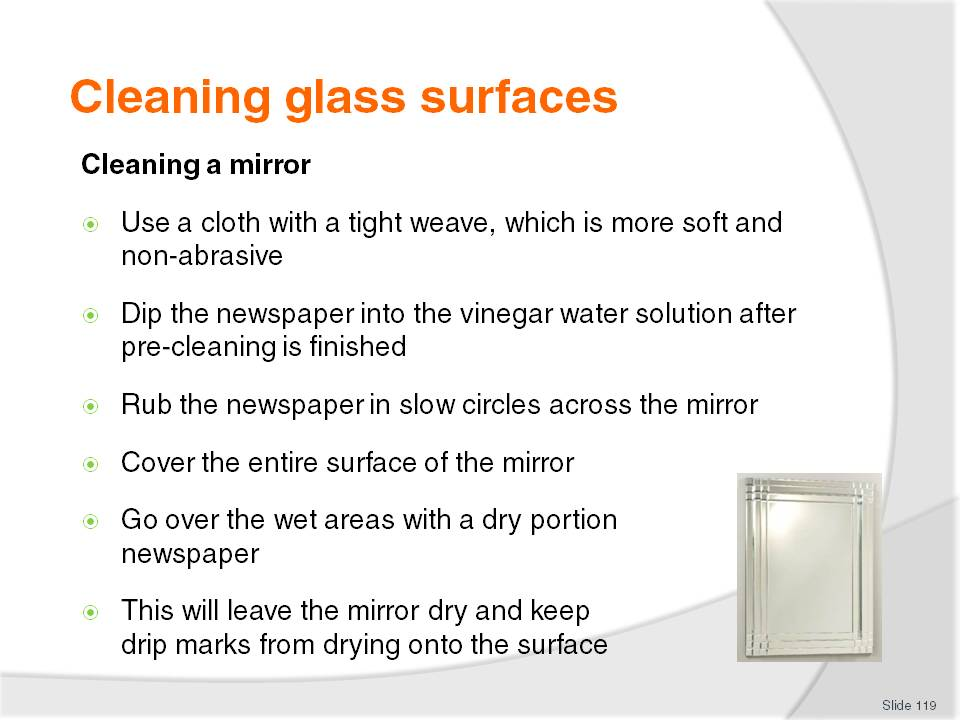 Cleaning glass surfaces
Cleaning a mirror
Use a cloth with a tight weave, which is more soft and
non-abrasive
Dip the newspaper into the vinegar water solution after
pre-cleaning is finished
Rub the newspaper in slow circles across the mirror
Cover the entire surface of the mirror
Go over the wet areas with a dry portion
newspaper
This will leave the mirror dry and keep
drip marks from drying onto the surface
Slide 119